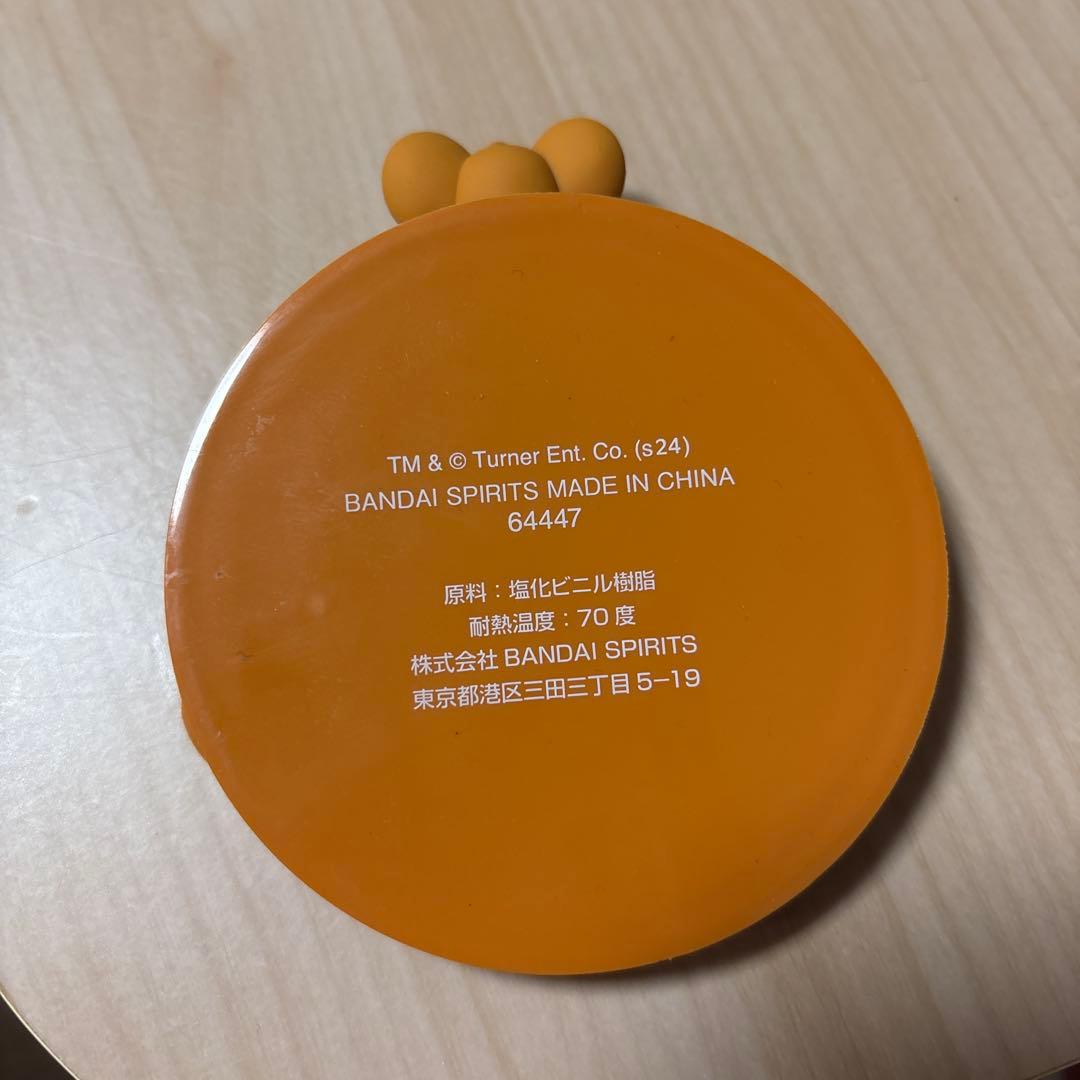 TM & © Turner Ent. Co. (s24)
BANDAI SPIRITS MADE IN CHINA
64447
原料：塩化ビニル樹脂
耐熱温度：70度
株式会社 BANDAI SPIRITS
東京都港区三田三丁目5−19